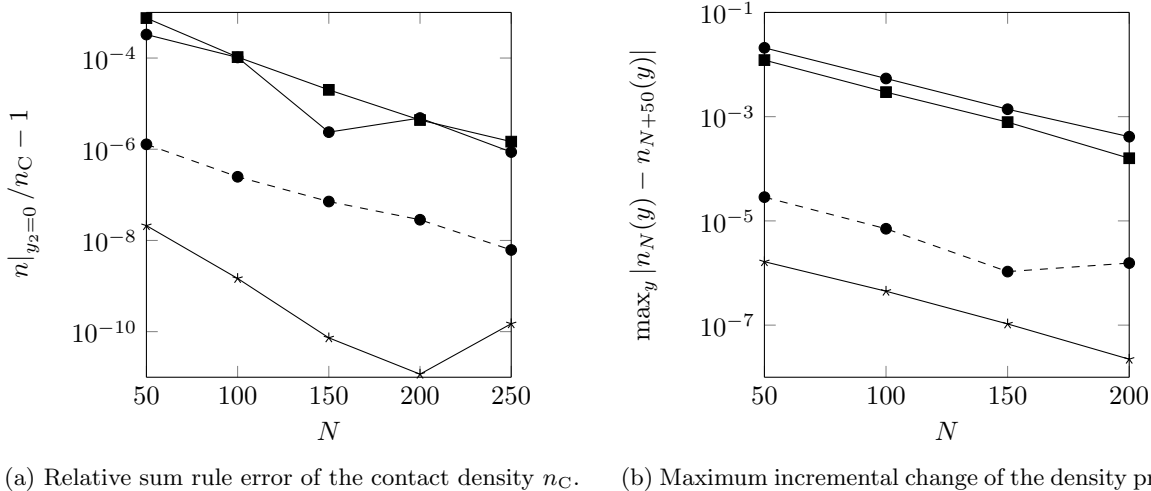 10^{-4}
10^{-6}
10^{-8}
10^{-10}
50 100 150 200 250
N
n|_{y_2=0}/n_C − 1
(a) Relative sum rule error of the contact density n_C.
10^{-1}
10^{-3}
10^{-5}
10^{-7}
50 100 150 200
N
max_y |n_N(y) − n_{N+50}(y)|
(b) Maximum incremental change of the density pr